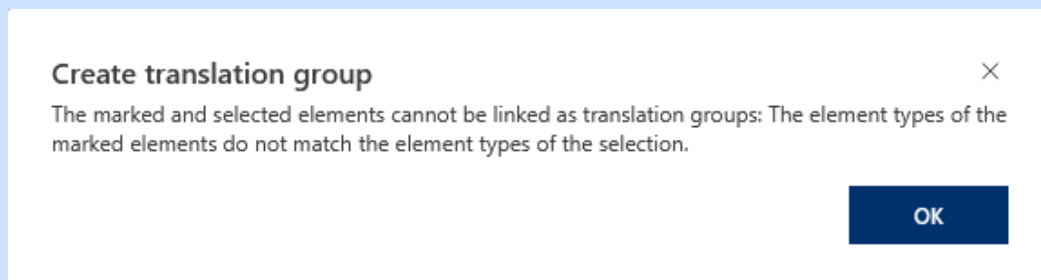 Create translation group
The marked and selected elements cannot be linked as translation groups: The element types of the
marked elements do not match the element types of the selection.
OK